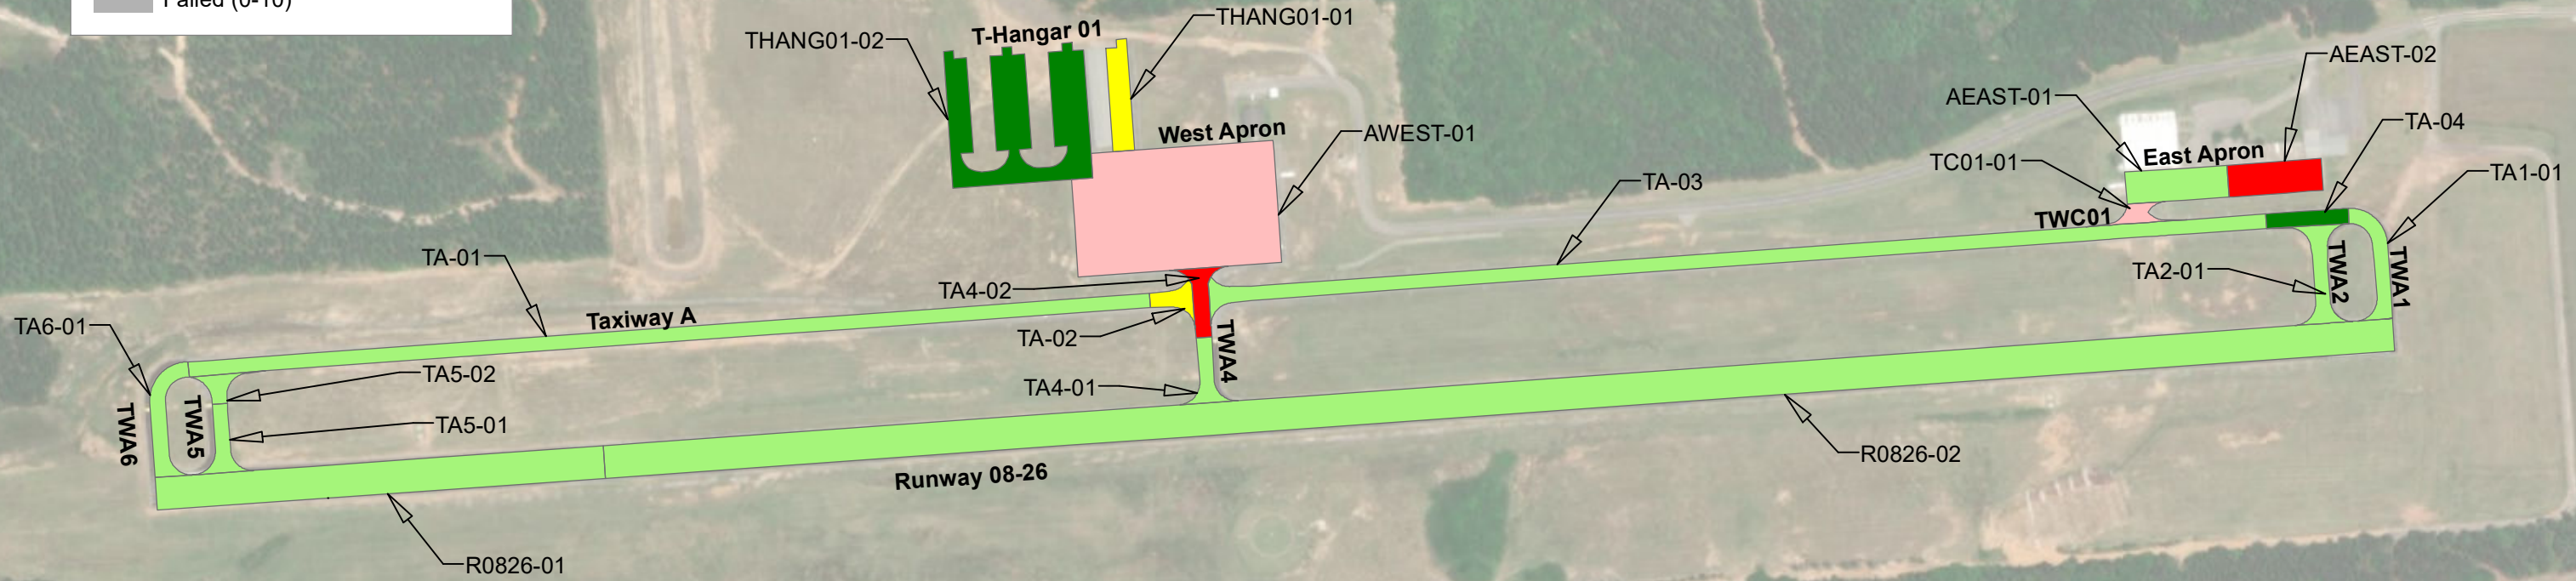 Failed (0-10)
THANG01-01
T-Hangar 01
THANG01-02
AEAST-02
AEAST-01
TA-04
West Apron
AWEST-01
East Apron
TC01-01
TA1-01
TA-03
TWC01
TA-01
TA2-01
TWA2
TWA1
TA4-02
Taxiway A
TA6-01
TA-02
TWA4
TA5-02
TA4-01
TWA6
TWA5
TA5-01
R0826-02
Runway 08-26
R0826-01